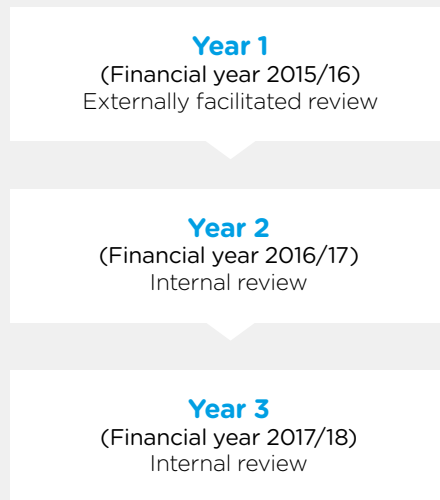 Year 1
(Financial year 2015/16)
Externally facilitated review
Year 2
(Financial year 2016/17)
Internal review
Year 3
(Financial year 2017/18)
Internal review